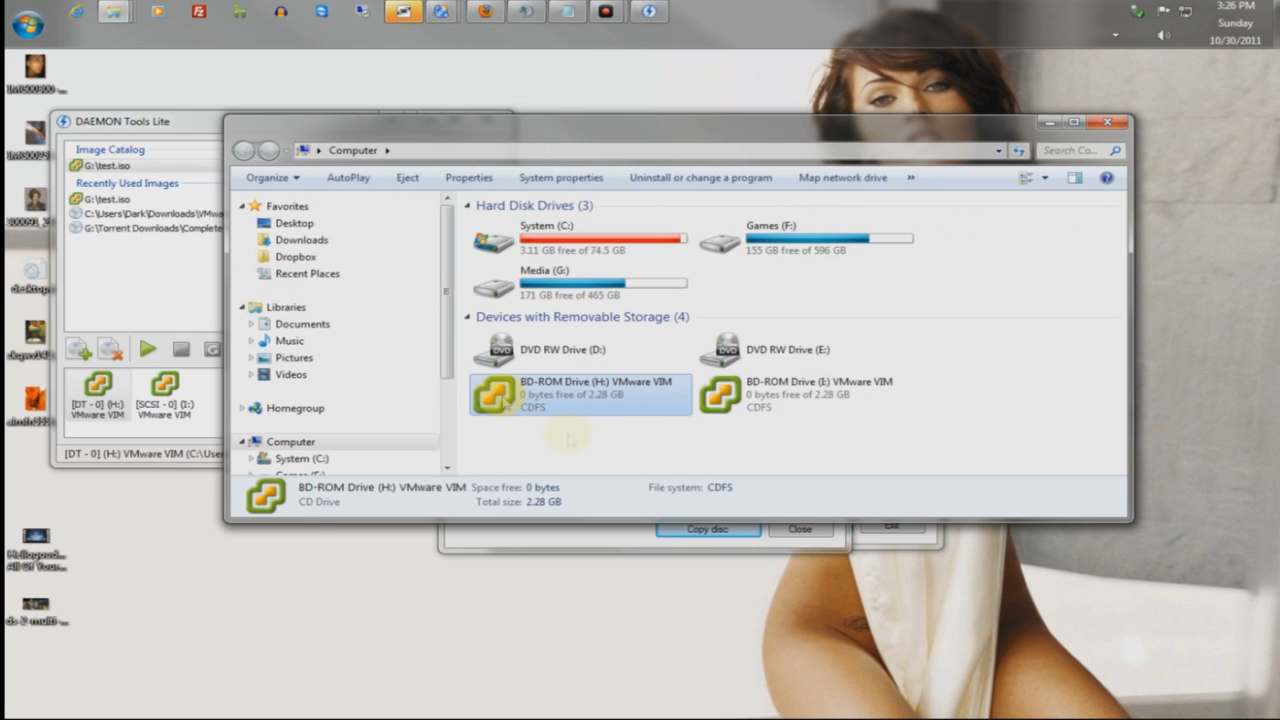 3:26 PM
Sunday
10/30/2011
DAEMON Tools Lite
Image Catalog
G:\test.iso
Recently Used Images
G:\test.iso
C:\Users\Dark\Downloads\VMwa
G:\Torrent Downloads\Complete
[DT - 0] (H:)
VMware VIM
[SCSI - 0] (I:)
VMware VIM
[DT - 0] (H:) VMware VIM (C:\User
Computer
Search Co...
Organize
AutoPlay
Eject
Properties
System properties
Uninstall or change a program
Map network drive
»
Favorites
Desktop
Downloads
Dropbox
Recent Places
Libraries
Documents
Music
Pictures
Videos
Homegroup
Computer
System (C:)
Games (F:)
Hard Disk Drives (3)
System (C:)
3.11 GB free of 74.5 GB
Games (F:)
155 GB free of 596 GB
Media (G:)
171 GB free of 465 GB
Devices with Removable Storage (4)
DVD RW Drive (D:)
DVD RW Drive (E:)
BD-ROM Drive (H:) VMware VIM
0 bytes free of 2.28 GB
CDFS
BD-ROM Drive (I:) VMware VIM
0 bytes free of 2.28 GB
CDFS
BD-ROM Drive (H:) VMware VIM
Space free: 0 bytes
File system: CDFS
CD Drive
Total size: 2.28 GB
Copy disc
Close
All Of Your...
ds-2-multi-...